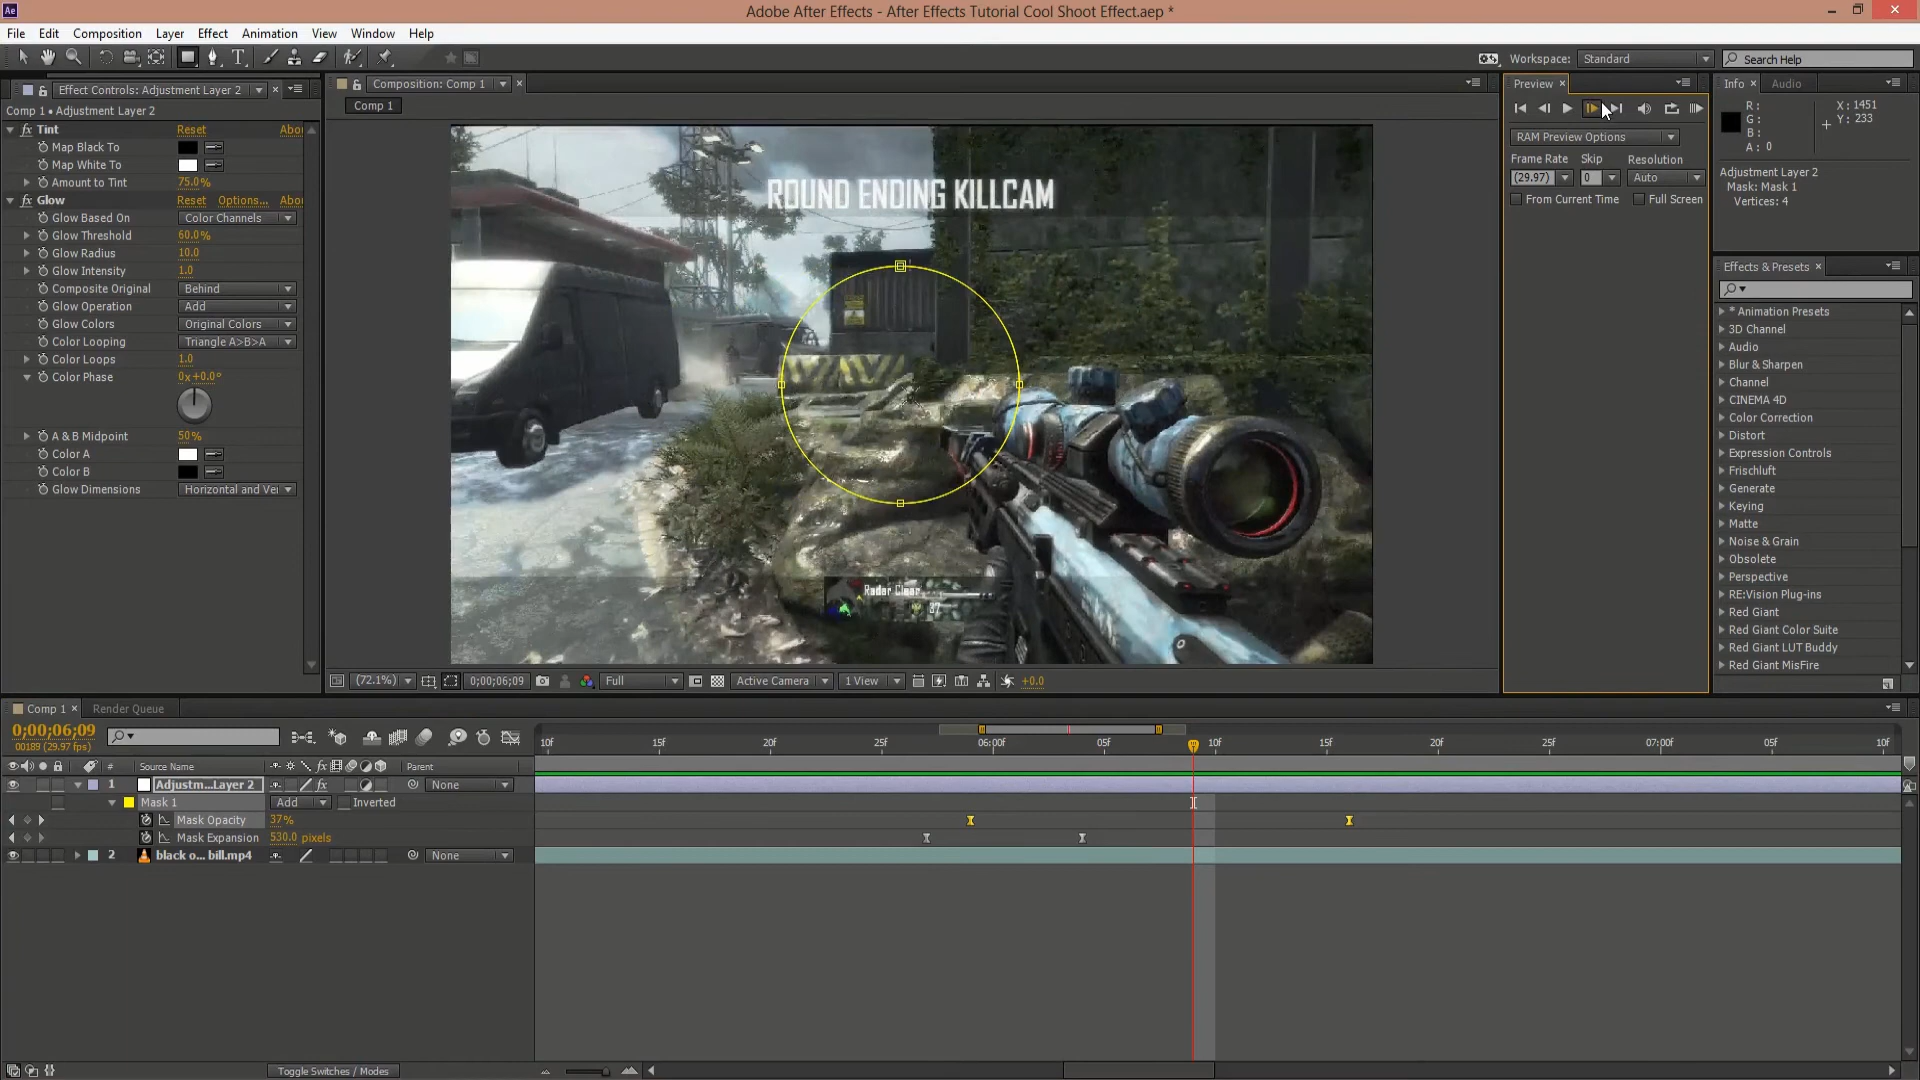 Ae
Adobe After Effects - After Effects Tutorial Cool Shoot Effect.aep *
File Edit Composition Layer Effect Animation View Window Help
Workspace: Standard Search Help
Effect Controls: Adjustment Layer 2
Comp 1 • Adjustment Layer 2
fx Tint Reset Abou
Map Black To
Map White To
Amount to Tint 75.0%
fx Glow Reset Options... Abou
Glow Based On Color Channels
Glow Threshold 60.0%
Glow Radius 10.0
Glow Intensity 1.0
Composite Original Behind
Glow Operation Add
Glow Colors Original Colors
Color Looping Triangle A>B>A
Color Loops 1.0
Color Phase 0x+0.0°
A & B Midpoint 50%
Color A
Color B
Glow Dimensions Horizontal and Ver
Composition: Comp 1
Comp 1
ROUND ENDING KILLCAM
Radar Clear
37
(72.1%) 0;00;06;09 Full Active Camera 1 View +0.0
Preview
RAM Preview Options
Frame Rate Skip Resolution
(29.97) 0 Auto
From Current Time Full Screen
Info Audio
R :
G :
B :
A : 0
X : 1451
Y : 233
Adjustment Layer 2
Mask: Mask 1
Vertices: 4
Effects & Presets
* Animation Presets
3D Channel
Audio
Blur & Sharpen
Channel
CINEMA 4D
Color Correction
Distort
Expression Controls
Frischluft
Generate
Keying
Matte
Noise & Grain
Obsolete
Perspective
RE:Vision Plug-ins
Red Giant
Red Giant Color Suite
Red Giant LUT Buddy
Red Giant MisFire
Comp 1 Render Queue
0;00;06;09
00189 (29.97 fps)
10f 15f 20f 25f 06:00f 05f 10f 15f 20f 25f 07:00f 05f 10f
# Source Name fx Parent
1 Adjustm...Layer 2 fx None
Mask 1 Add Inverted
Mask Opacity 37%
Mask Expansion 530.0 pixels
2 black o... bill.mp4 None
Toggle Switches / Modes